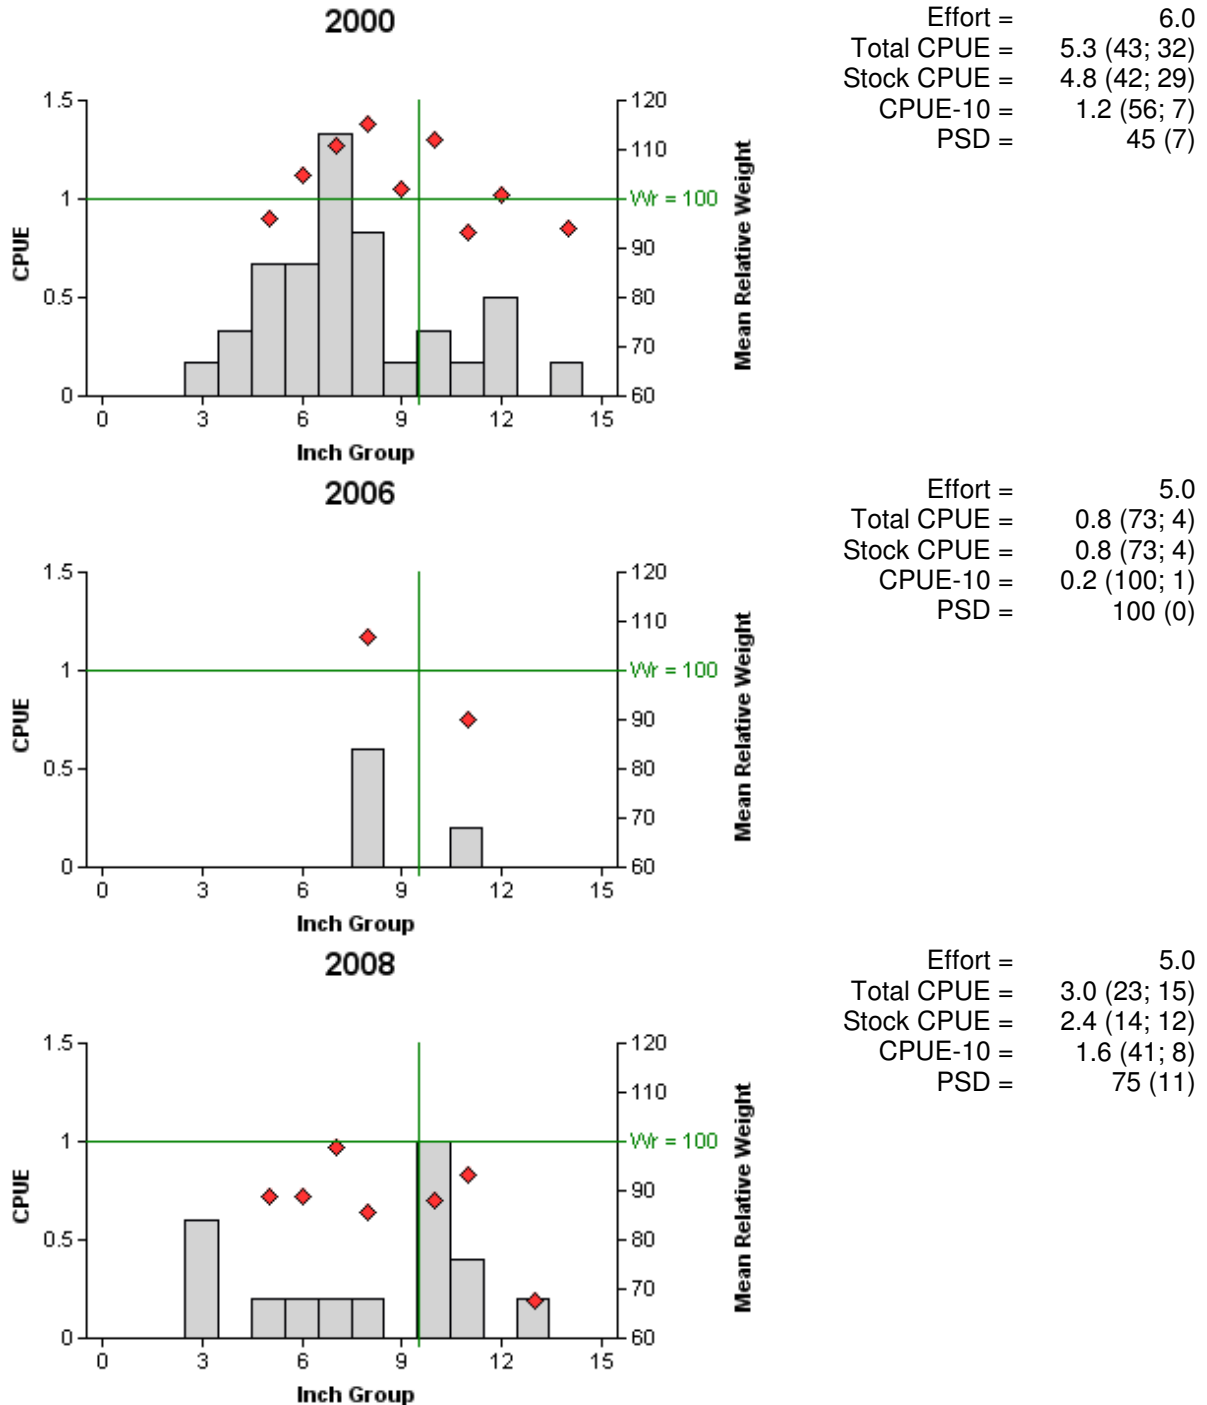 2000
Effort = 6.0
Total CPUE = 5.3 (43; 32)
Stock CPUE = 4.8 (42; 29)
CPUE-10 = 1.2 (56; 7)
PSD = 45 (7)
1.5
1
0.5
0
CPUE
120
110
Wr = 100
90
80
70
60
Mean Relative Weight
0 3 6 9 12 15
Inch Group
2006
Effort = 5.0
Total CPUE = 0.8 (73; 4)
Stock CPUE = 0.8 (73; 4)
CPUE-10 = 0.2 (100; 1)
PSD = 100 (0)
1.5
1
0.5
0
CPUE
120
110
Wr = 100
90
80
70
60
Mean Relative Weight
0 3 6 9 12 15
Inch Group
2008
Effort = 5.0
Total CPUE = 3.0 (23; 15)
Stock CPUE = 2.4 (14; 12)
CPUE-10 = 1.6 (41; 8)
PSD = 75 (11)
1.5
1
0.5
0
CPUE
120
110
Wr = 100
90
80
70
60
Mean Relative Weight
0 3 6 9 12 15
Inch Group